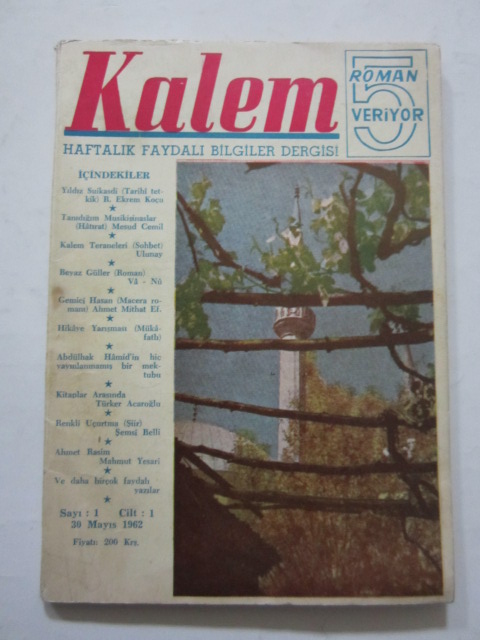 Kalem
5
ROMAN
VERİYOR
HAFTALIK FAYDALI BİLGİLER DERGİSİ
İÇİNDEKİLER
Yıldız Suikasdi (Tarihî tet-
kik) R. Ekrem Koçu
Tanıdığım Musikişinaslar
(Hâtırat) Mesud Cemil
Kalem Teraneleri (Sohbet)
Ulunay
Beyaz Güller (Roman)
Vâ - Nû
Gemici Hasan (Macera ro-
manı) Ahmet Mithat Ef.
Hikâye Yarışması (Mükâ-
fatlı)
Abdülhak Hâmid'in hiç
yayınlanmamış bir mek-
tubu
Kitaplar Arasında
Türker Acaroğlu
Renkli Uçurtma (Şiir)
Şemsi Belli
Ahmet Rasim
Mahmut Yesari
Ve daha birçok faydalı
yazılar
Sayı : 1 Cilt : 1
30 Mayıs 1962
Fiyatı: 200 Krş.